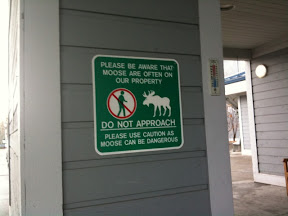 PLEASE BE AWARE THAT
MOOSE ARE OFTEN ON
OUR PROPERTY
DO NOT APPROACH
PLEASE USE CAUTION AS
MOOSE CAN BE DANGEROUS